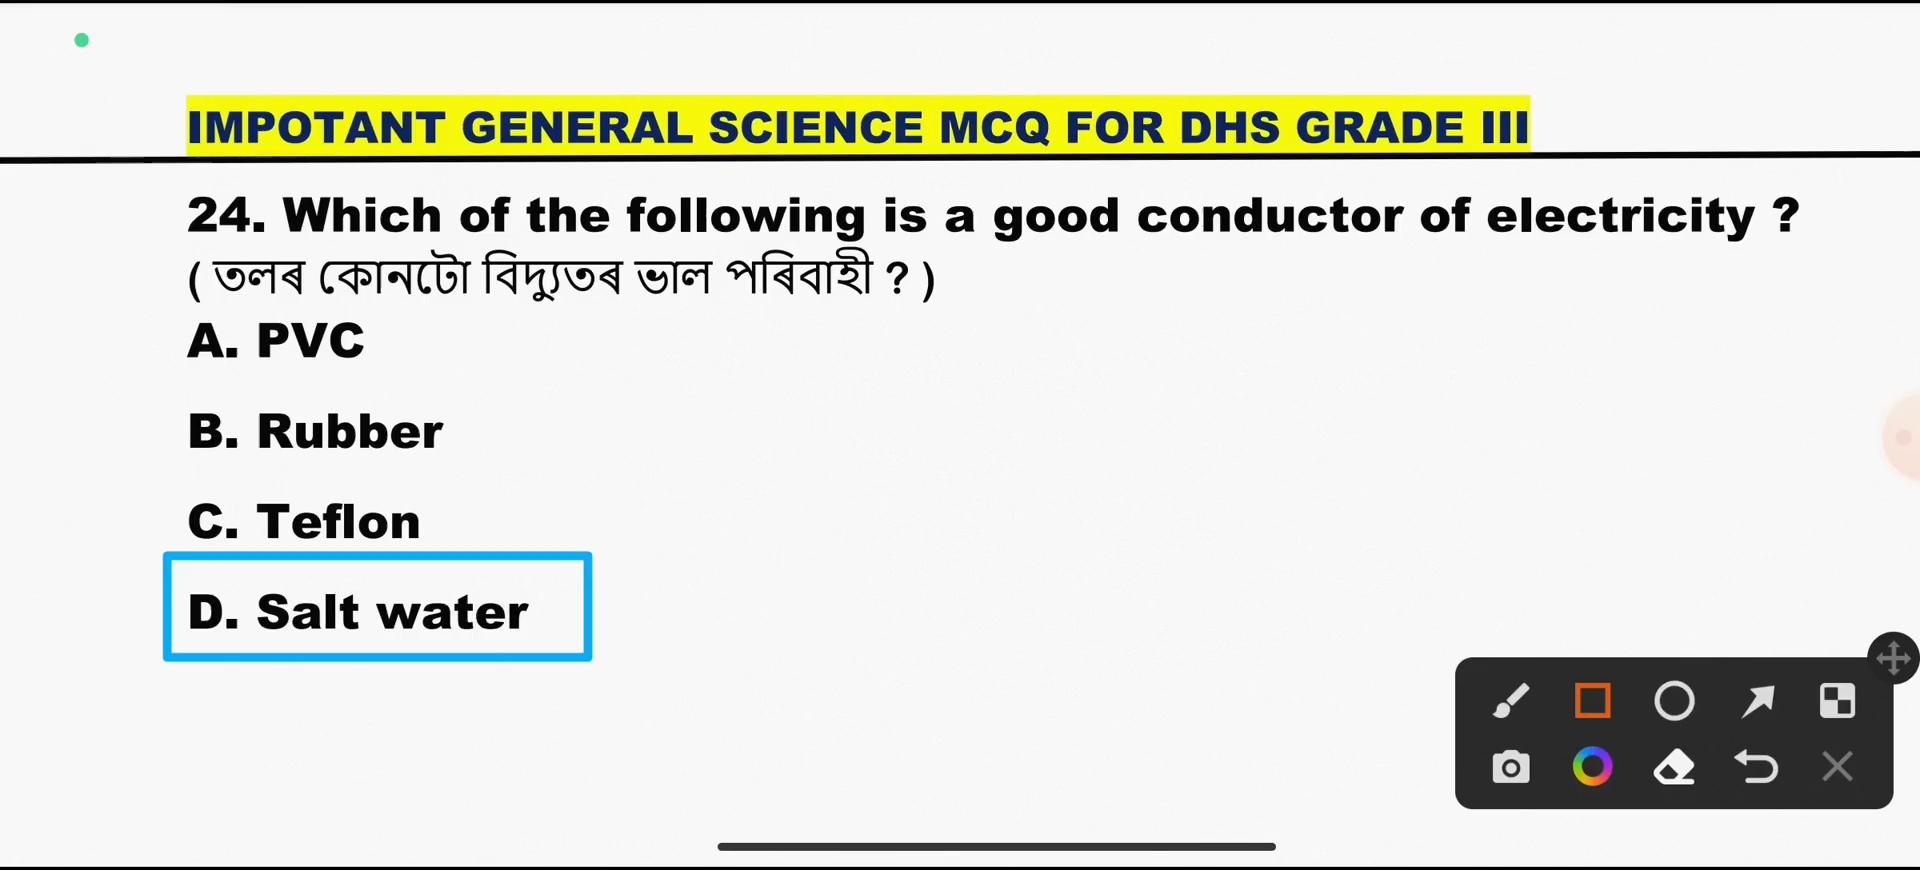 IMPOTANT GENERAL SCIENCE MCQ FOR DHS GRADE III
24. Which of the following is a good conductor of electricity ?
( তলৰ কোনটো বিদ্যুতৰ ভাল পৰিবাহী ? )
A. PVC
B. Rubber
C. Teflon
D. Salt water